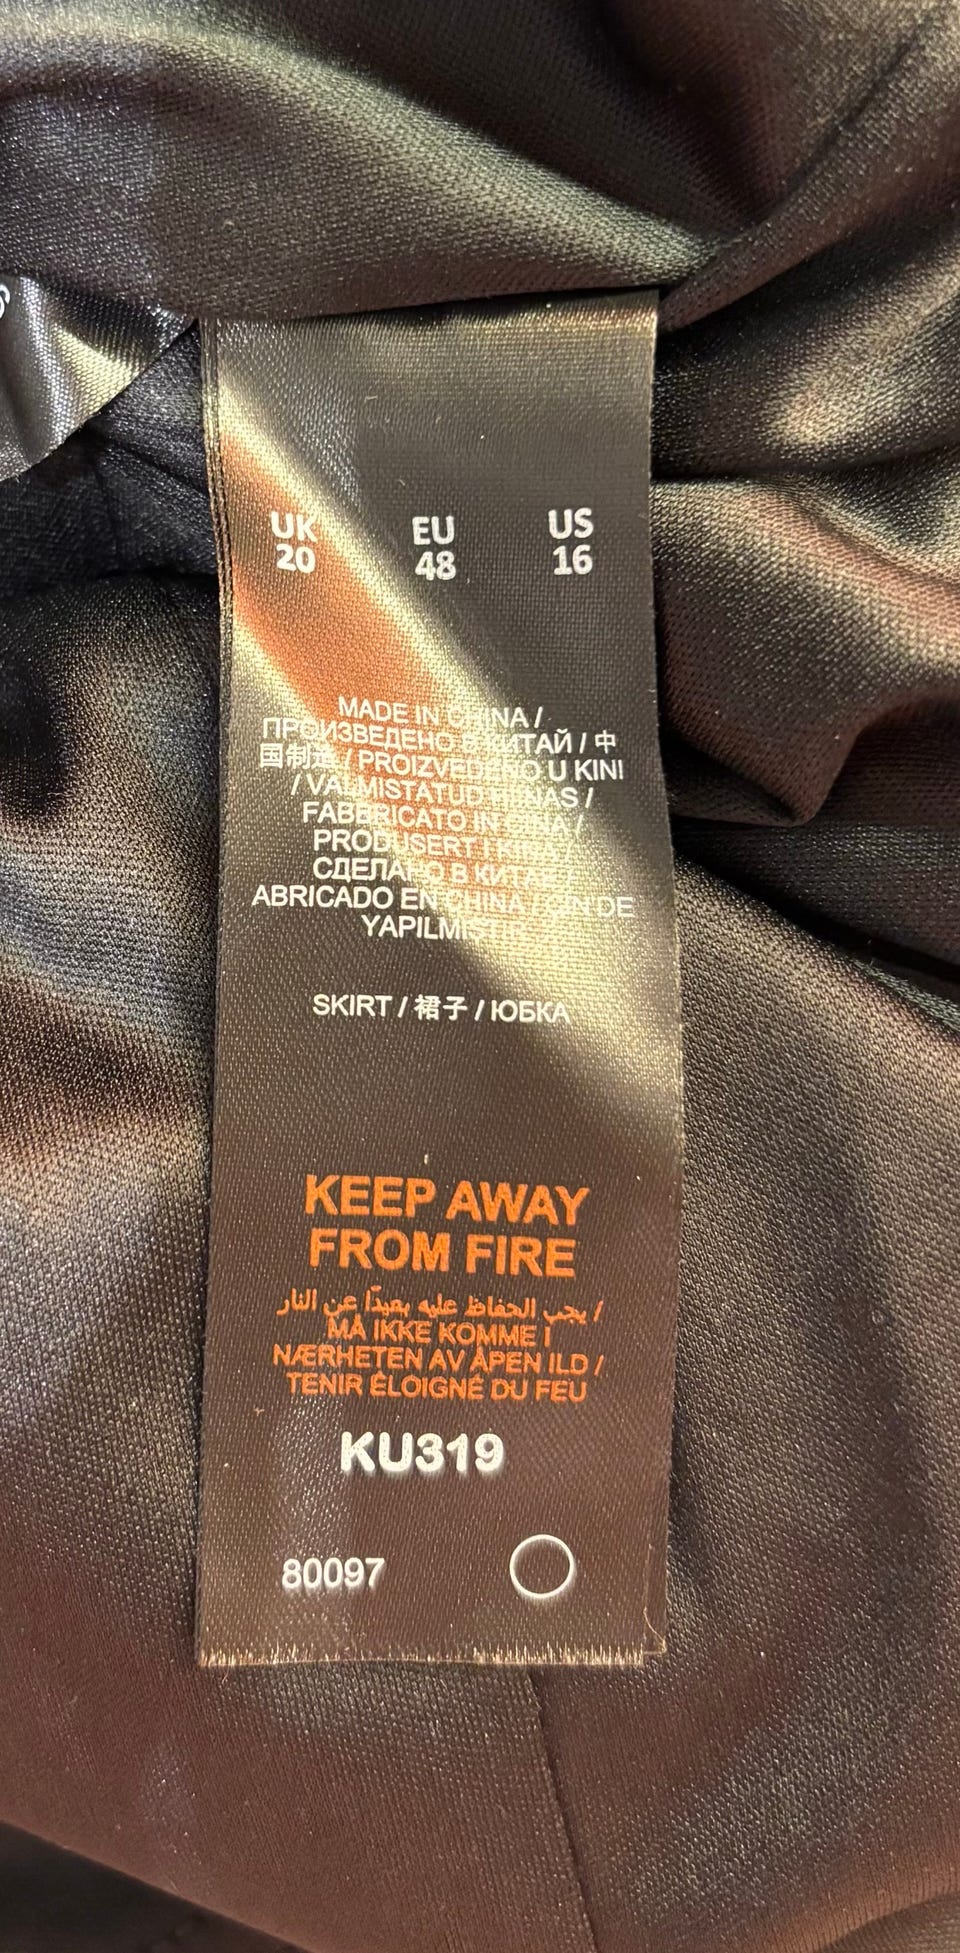 UK EU US
20 48 16
MADE IN CHINA /
ПРОИЗВЕДЕНО В КИТАЙ / 中
国制造 / PROIZVEDENO U KINI
/ VALMISTATUD HIINAS /
FABBRICATO IN CINA /
PRODUSERT I KINA /
СДЕЛАНО В КИТАЕ /
ABRICADO EN CHINA / ÇİN'DE
YAPILMIŞTIR
SKIRT / 裙子 / ЮБКА
KEEP AWAY
FROM FIRE
يجب الحفاظ عليه بعيدًا عن النار /
MÅ IKKE KOMME I
NÆRHETEN AV ÅPEN ILD /
TENIR ÉLOIGNÉ DU FEU
KU319
80097